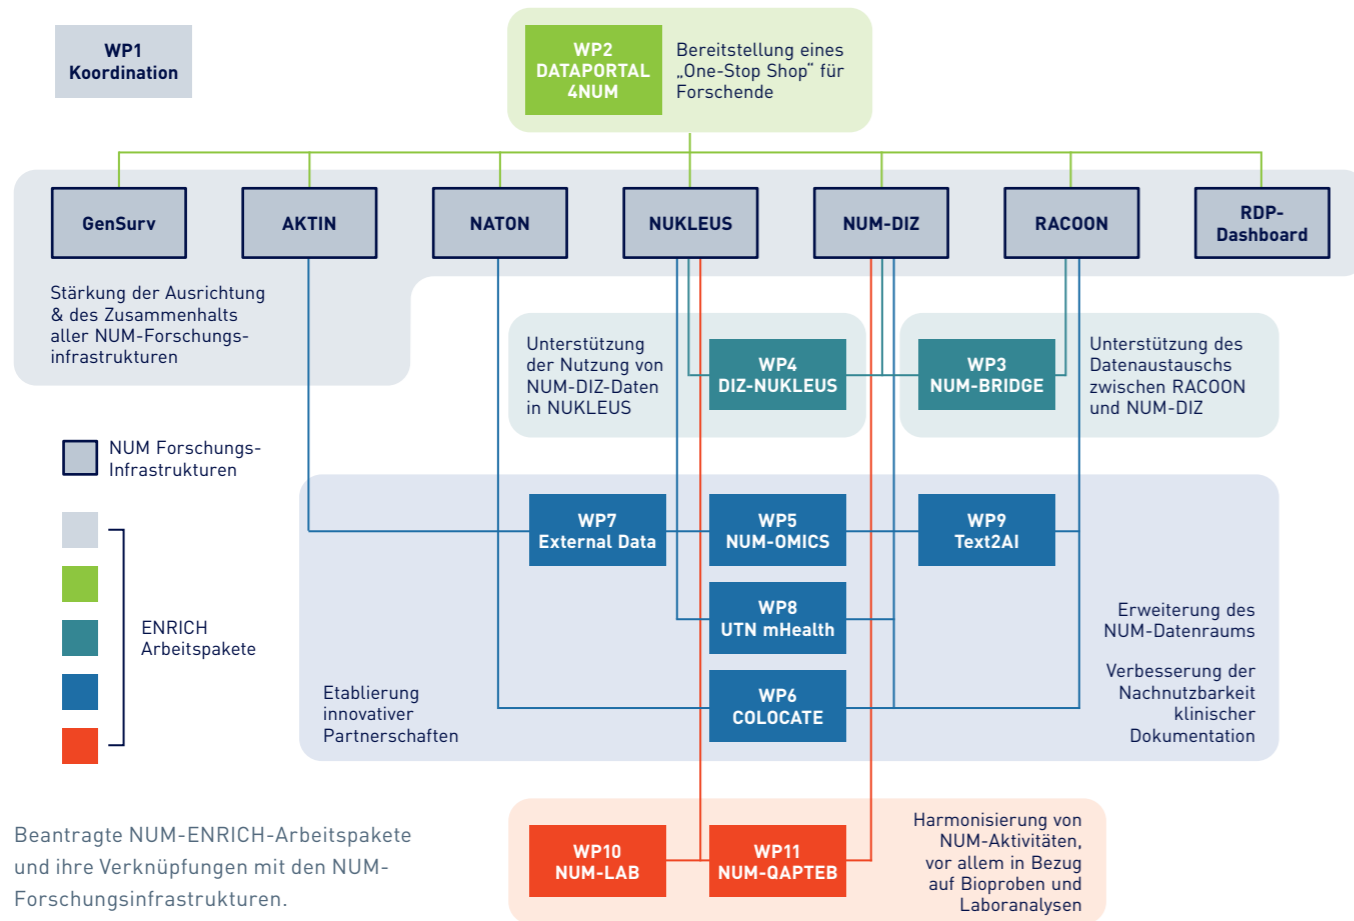 WP1
Koordination
WP2
DATAPORTAL
4NUM
Bereitstellung eines
„One-Stop Shop“ für
Forschende
GenSurv
AKTIN
NATON
NUKLEUS
NUM-DIZ
RACOON
RDP-
Dashboard
Stärkung der Ausrichtung
& des Zusammenhalts
aller NUM-Forschungs-
infrastrukturen
Unterstützung
der Nutzung von
NUM-DIZ-Daten
in NUKLEUS
WP4
DIZ-NUKLEUS
WP3
NUM-BRIDGE
Unterstützung des
Datenaustauschs
zwischen RACOON
und NUM-DIZ
NUM Forschungs-
Infrastrukturen
ENRICH
Arbeitspakete
WP7
External Data
WP5
NUM-OMICS
WP9
Text2AI
WP8
UTN mHealth
WP6
COLOCATE
Etablierung
innovativer
Partnerschaften
Erweiterung des
NUM-Datenraums
Verbesserung der
Nachnutzbarkeit
klinischer
Dokumentation
WP10
NUM-LAB
WP11
NUM-QAPTEB
Harmonisierung von
NUM-Aktivitäten,
vor allem in Bezug
auf Bioproben und
Laboranalysen
Beantragte NUM-ENRICH-Arbeitspakete
und ihre Verknüpfungen mit den NUM-
Forschungsinfrastrukturen.